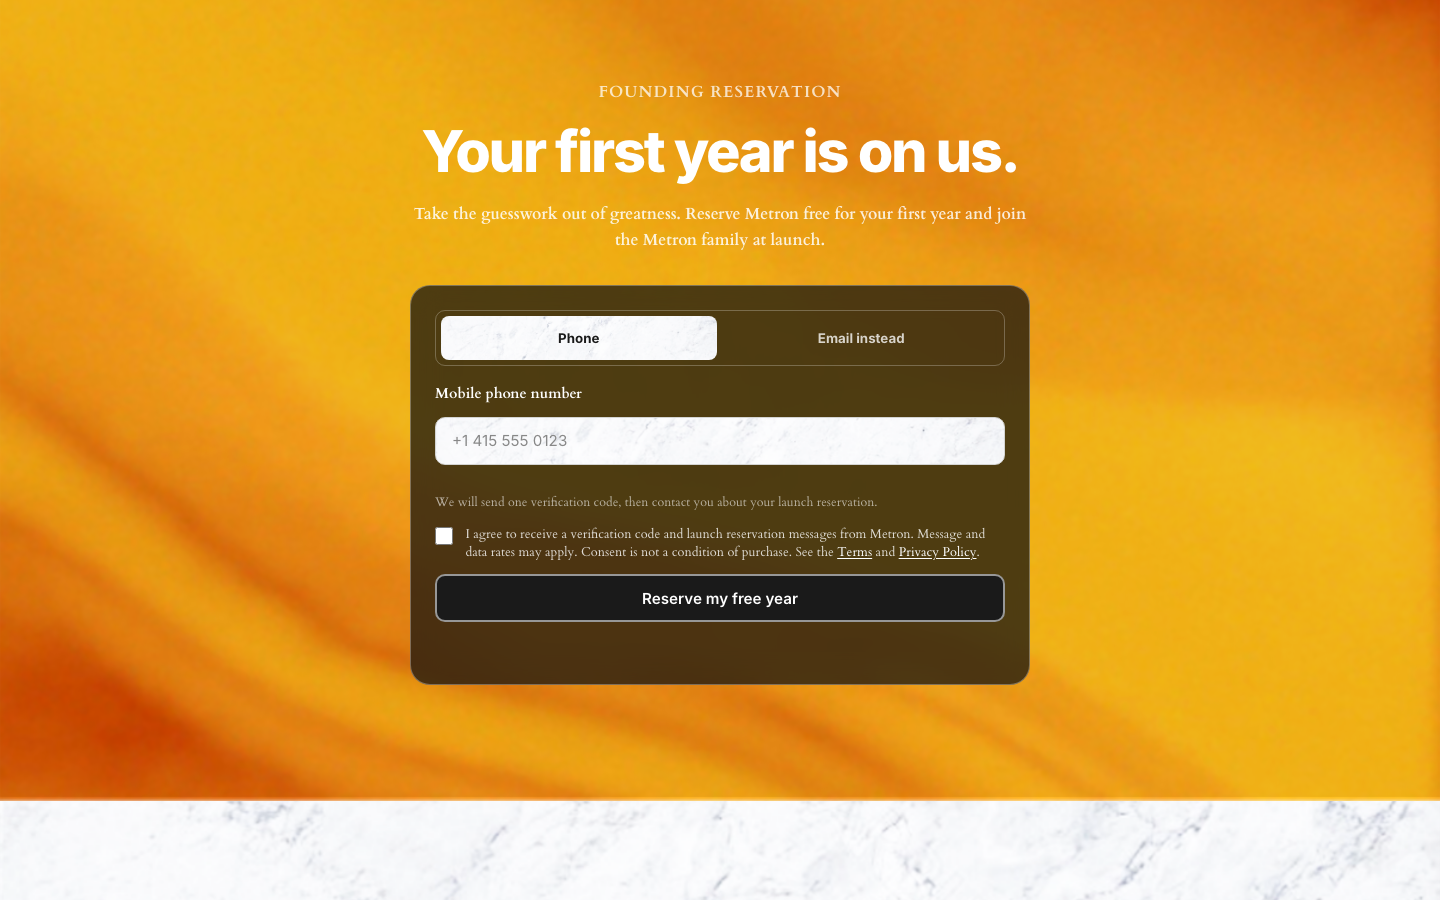 FOUNDING RESERVATION
Your first year is on us.
Take the guesswork out of greatness. Reserve Metron free for your first year and join
the Metron family at launch.
Phone
Email instead
Mobile phone number
+1 415 555 0123
We will send one verification code, then contact you about your launch reservation.
I agree to receive a verification code and launch reservation messages from Metron. Message and
data rates may apply. Consent is not a condition of purchase. See the Terms and Privacy Policy.
Reserve my free year